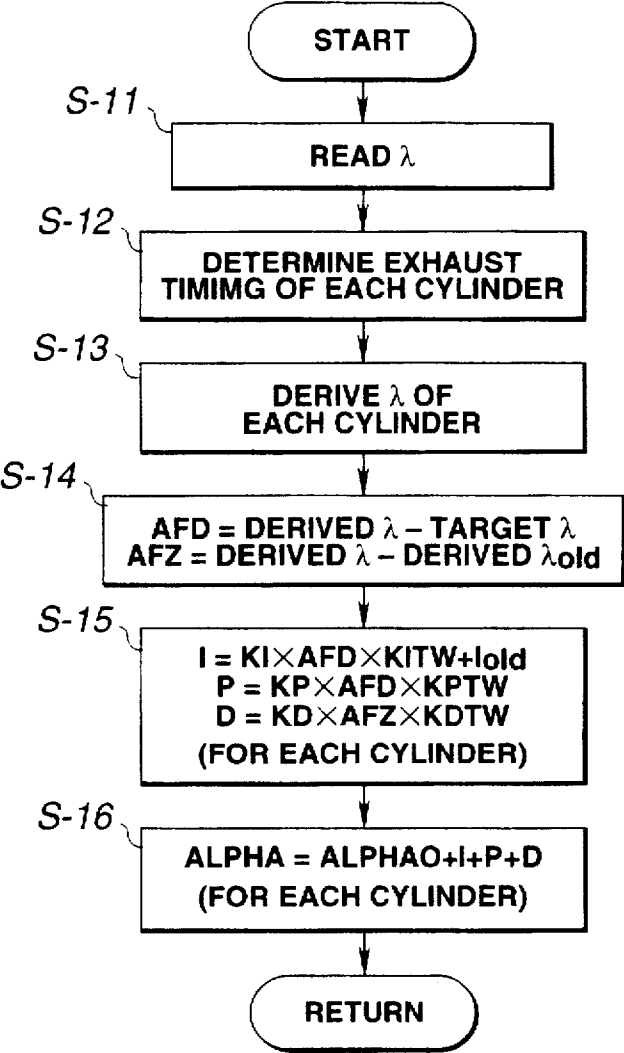 START
S-11
READ λ
S-12
DETERMINE EXHAUST
TIMIMG OF EACH CYLINDER
S-13
DERIVE λ OF
EACH CYLINDER
S-14
AFD = DERIVED λ – TARGET λ
AFZ = DERIVED λ – DERIVED λold
S-15
I = KI×AFD×KITW+Iold
P = KP×AFD×KPTW
D = KD×AFZ×KDTW
(FOR EACH CYLINDER)
S-16
ALPHA = ALPHAO+I+P+D
(FOR EACH CYLINDER)
RETURN